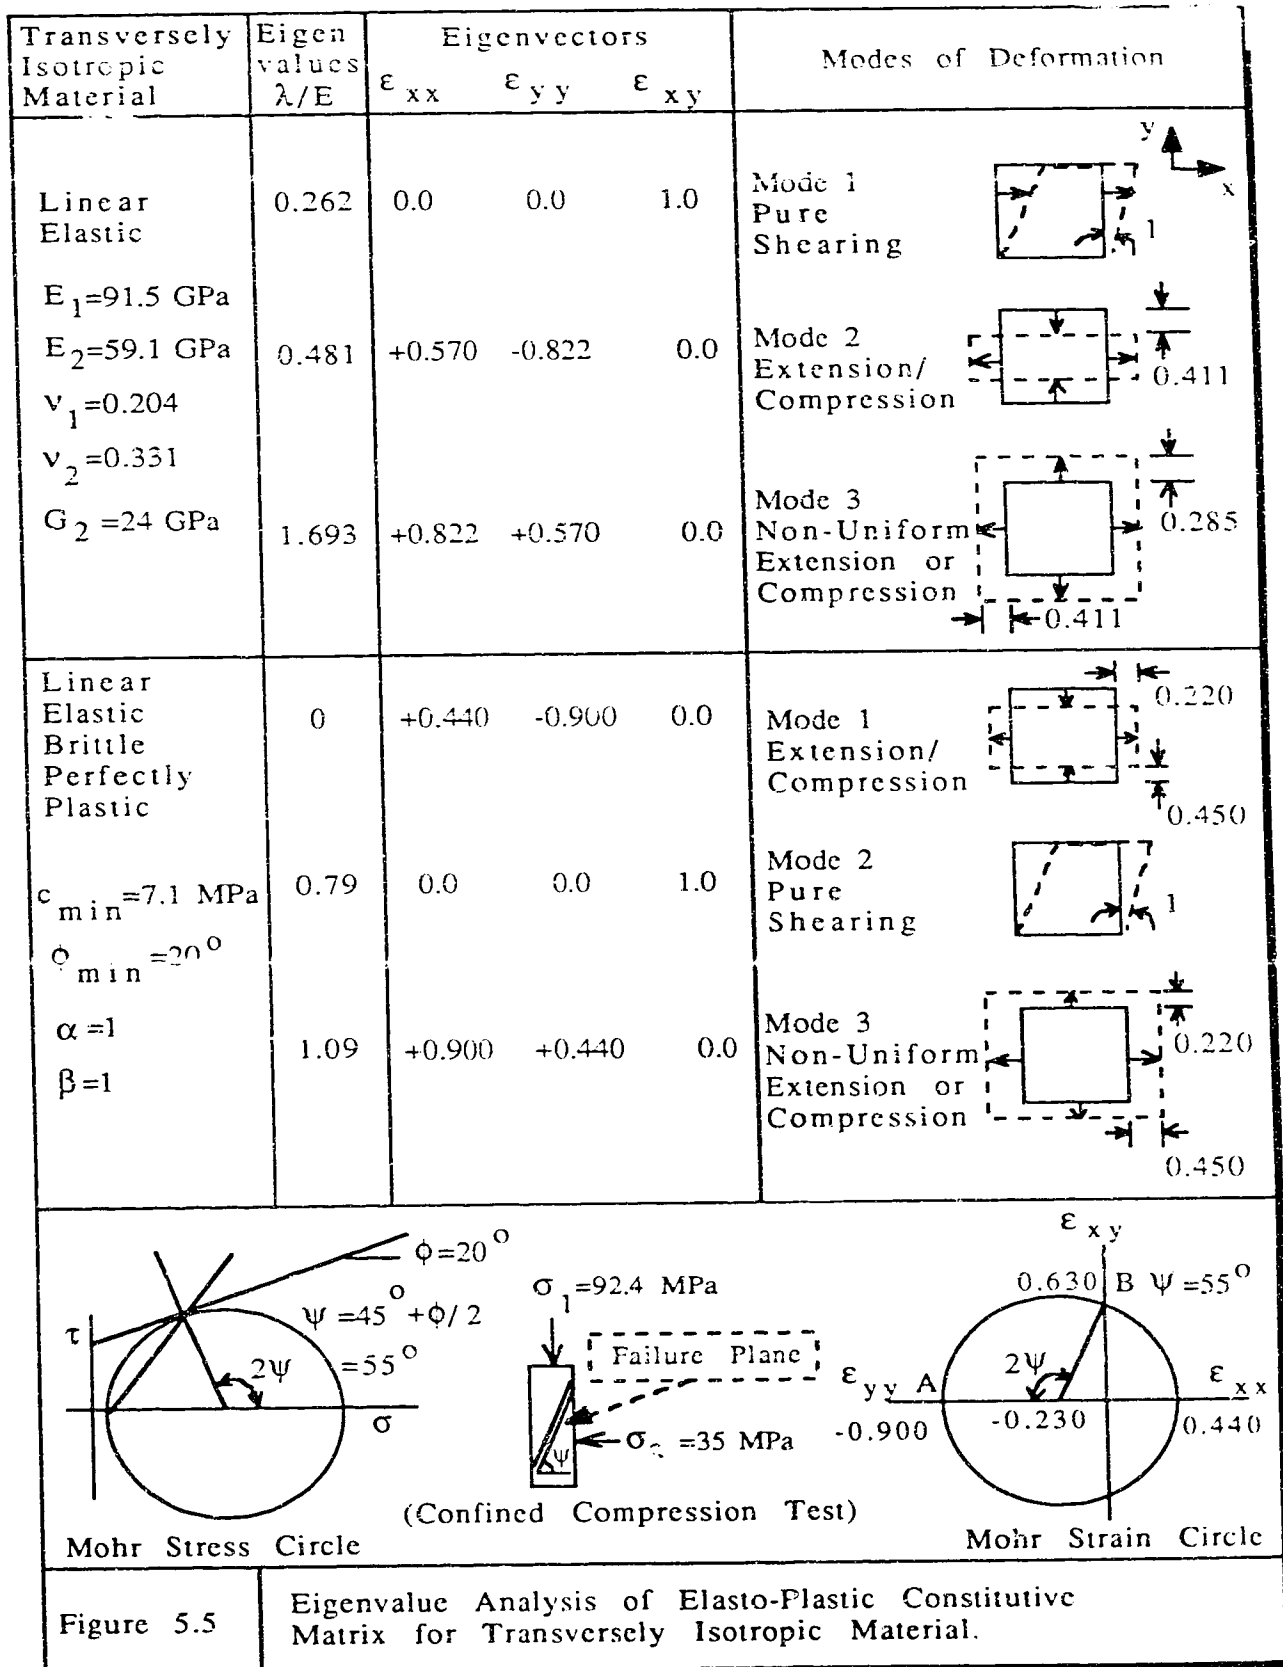 Transversely Isotropic Material
Eigen values λ/E
Eigenvectors
ε xx ε yy ε xy
Modes of Deformation
Linear Elastic
E1=91.5 GPa
E2=59.1 GPa
ν1=0.204
ν2=0.331
G2=24 GPa
0.262 0.0 0.0 1.0
Mode 1
Pure
Shearing
y
x
1
0.481 +0.570 -0.822 0.0
Mode 2
Extension/
Compression
0.411
1.693 +0.822 +0.570 0.0
Mode 3
Non-Uniform
Extension or
Compression
0.285
0.411
Linear
Elastic
Brittle
Perfectly
Plastic
c min=7.1 MPa
φ min=20°
α=1
β=1
0 +0.440 -0.900 0.0
Mode 1
Extension/
Compression
0.220
0.450
0.79 0.0 0.0 1.0
Mode 2
Pure
Shearing
1
1.09 +0.900 +0.440 0.0
Mode 3
Non-Uniform
Extension or
Compression
0.220
0.450
φ=20°
ψ=45°+φ/2
=55°
τ
2ψ
σ
Mohr Stress Circle
σ1=92.4 MPa
Failure Plane
ψ
=35 MPa
(Confined Compression Test)
ε xy
0.630 B ψ=55°
2ψ
ε yy A
ε xx
-0.900 -0.230 0.440
Mohr Strain Circle
Figure 5.5
Eigenvalue Analysis of Elasto-Plastic Constitutive
Matrix for Transversely Isotropic Material.